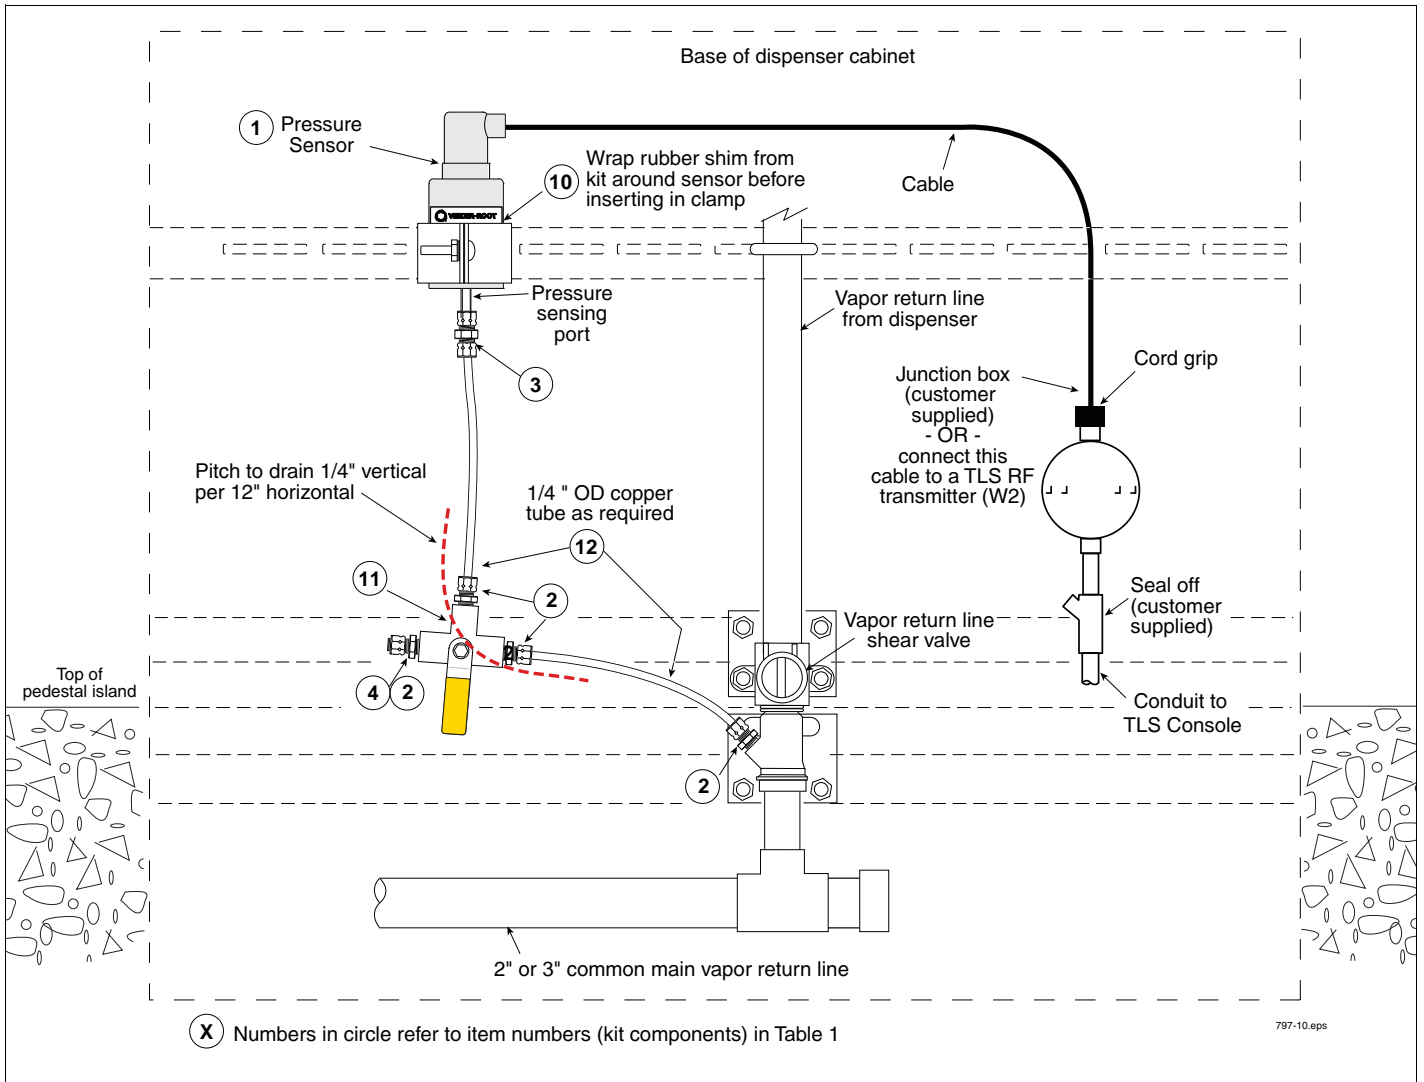 Base of dispenser cabinet
1
Pressure
Sensor
VEEDER-ROOT
10
Wrap rubber shim from
kit around sensor before
inserting in clamp
Cable
Pressure
sensing
port
3
Vapor return line
from dispenser
Junction box
(customer
supplied)
- OR -
connect this
cable to a TLS RF
transmitter (W2)
Cord grip
Pitch to drain 1/4" vertical
per 12" horizontal
1/4 " OD copper
tube as required
12
11
2
2
4
2
Vapor return line
shear valve
Seal off
(customer
supplied)
Top of
pedestal island
Conduit to
TLS Console
2
2" or 3" common main vapor return line
X
Numbers in circle refer to item numbers (kit components) in Table 1
797-10.eps